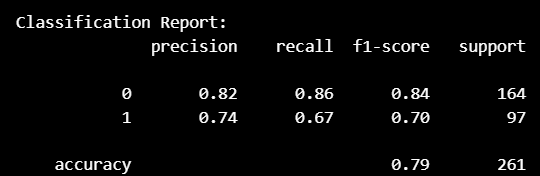 Classification Report:
precision recall f1-score support
0 0.82 0.86 0.84 164
1 0.74 0.67 0.70 97
accuracy 0.79 261